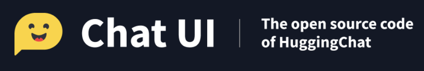 Chat UI
The open source code
of HuggingChat